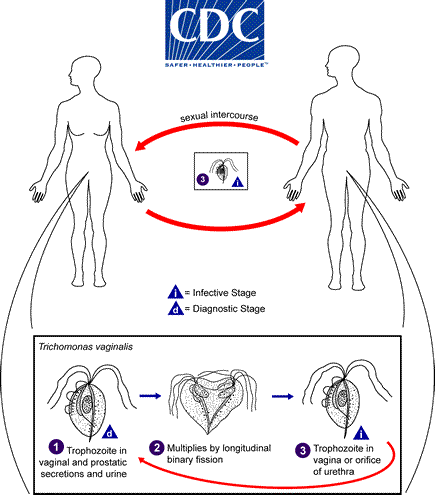 CDC
SAFER • HEALTHIER • PEOPLE™
sexual intercourse
3 i
i = Infective Stage
d = Diagnostic Stage
Trichomonas vaginalis
d
i
1 Trophozoite in
vaginal and prostatic
secretions and urine
2 Multiplies by longitudinal
binary fission
3 Trophozoite in
vagina or orifice
of urethra